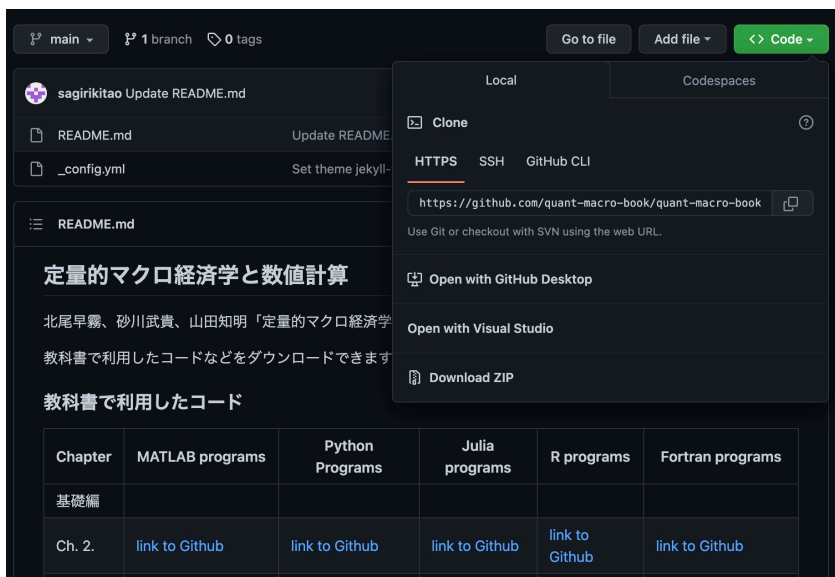 main
1 branch
0 tags
Go to file
Add file
<> Code
Local
Codespaces
sagirikitao Update README.md
Clone
README.md
Update README
HTTPS
SSH
GitHub CLI
_config.yml
Set theme jekyll-
https://github.com/quant-macro-book/quant-macro-book
README.md
Use Git or checkout with SVN using the web URL.
定量的マクロ経済学と数値計算
Open with GitHub Desktop
北尾早霧、砂川武貴、山田知明「定量的マクロ経済学
Open with Visual Studio
教科書で利用したコードなどをダウンロードできます
Download ZIP
教科書で利用したコード
Chapter
MATLAB programs
Python
Programs
Julia
programs
R programs
Fortran programs
基礎編
Ch. 2.
link to Github
link to Github
link to Github
link to
Github
link to Github